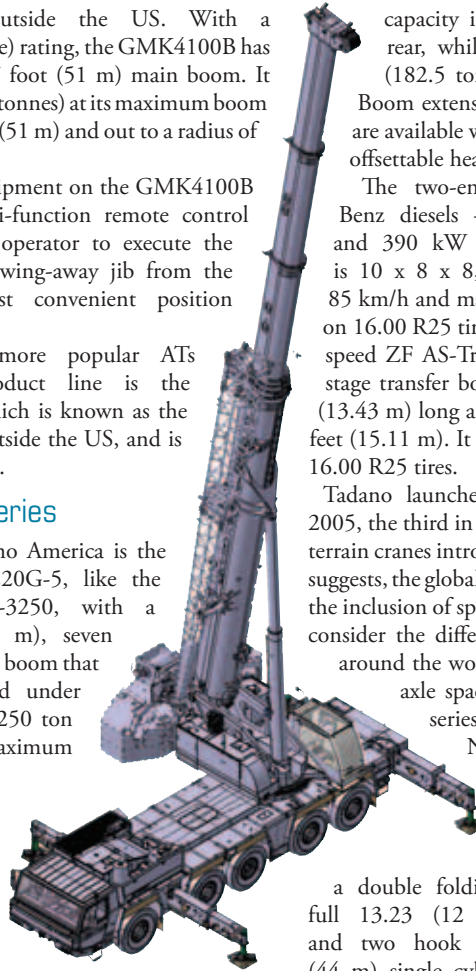 outside the US. With a
e) rating, the GMK4100B has
foot (51 m) main boom. It
tonnes) at its maximum boom
(51 m) and out to a radius of
ipment on the GMK4100B
i-function remote control
operator to execute the
wing-away jib from the
st convenient position
more popular ATs
oduct line is the
hich is known as the
tside the US, and is
eries
no America is the
20G-5, like the
-3250, with a
m), seven
boom that
d under
250 ton
aximum
capacity i
rear, whil
(182.5 to
Boom extens
are available v
offsettable hea
The two-en
Benz diesels
and 390 kW
is 10 x 8 x 8,
85 km/h and m
on 16.00 R25 tir
speed ZF AS-Tr
stage transfer bo
(13.43 m) long a
feet (15.11 m). It
16.00 R25 tires.
Tadano launche
2005, the third in
terrain cranes intro
suggests, the global
the inclusion of sp
consider the differ
around the wo
axle spac
series
N
a double foldi
full 13.23 (12
and two hook
(44 m) single cyl